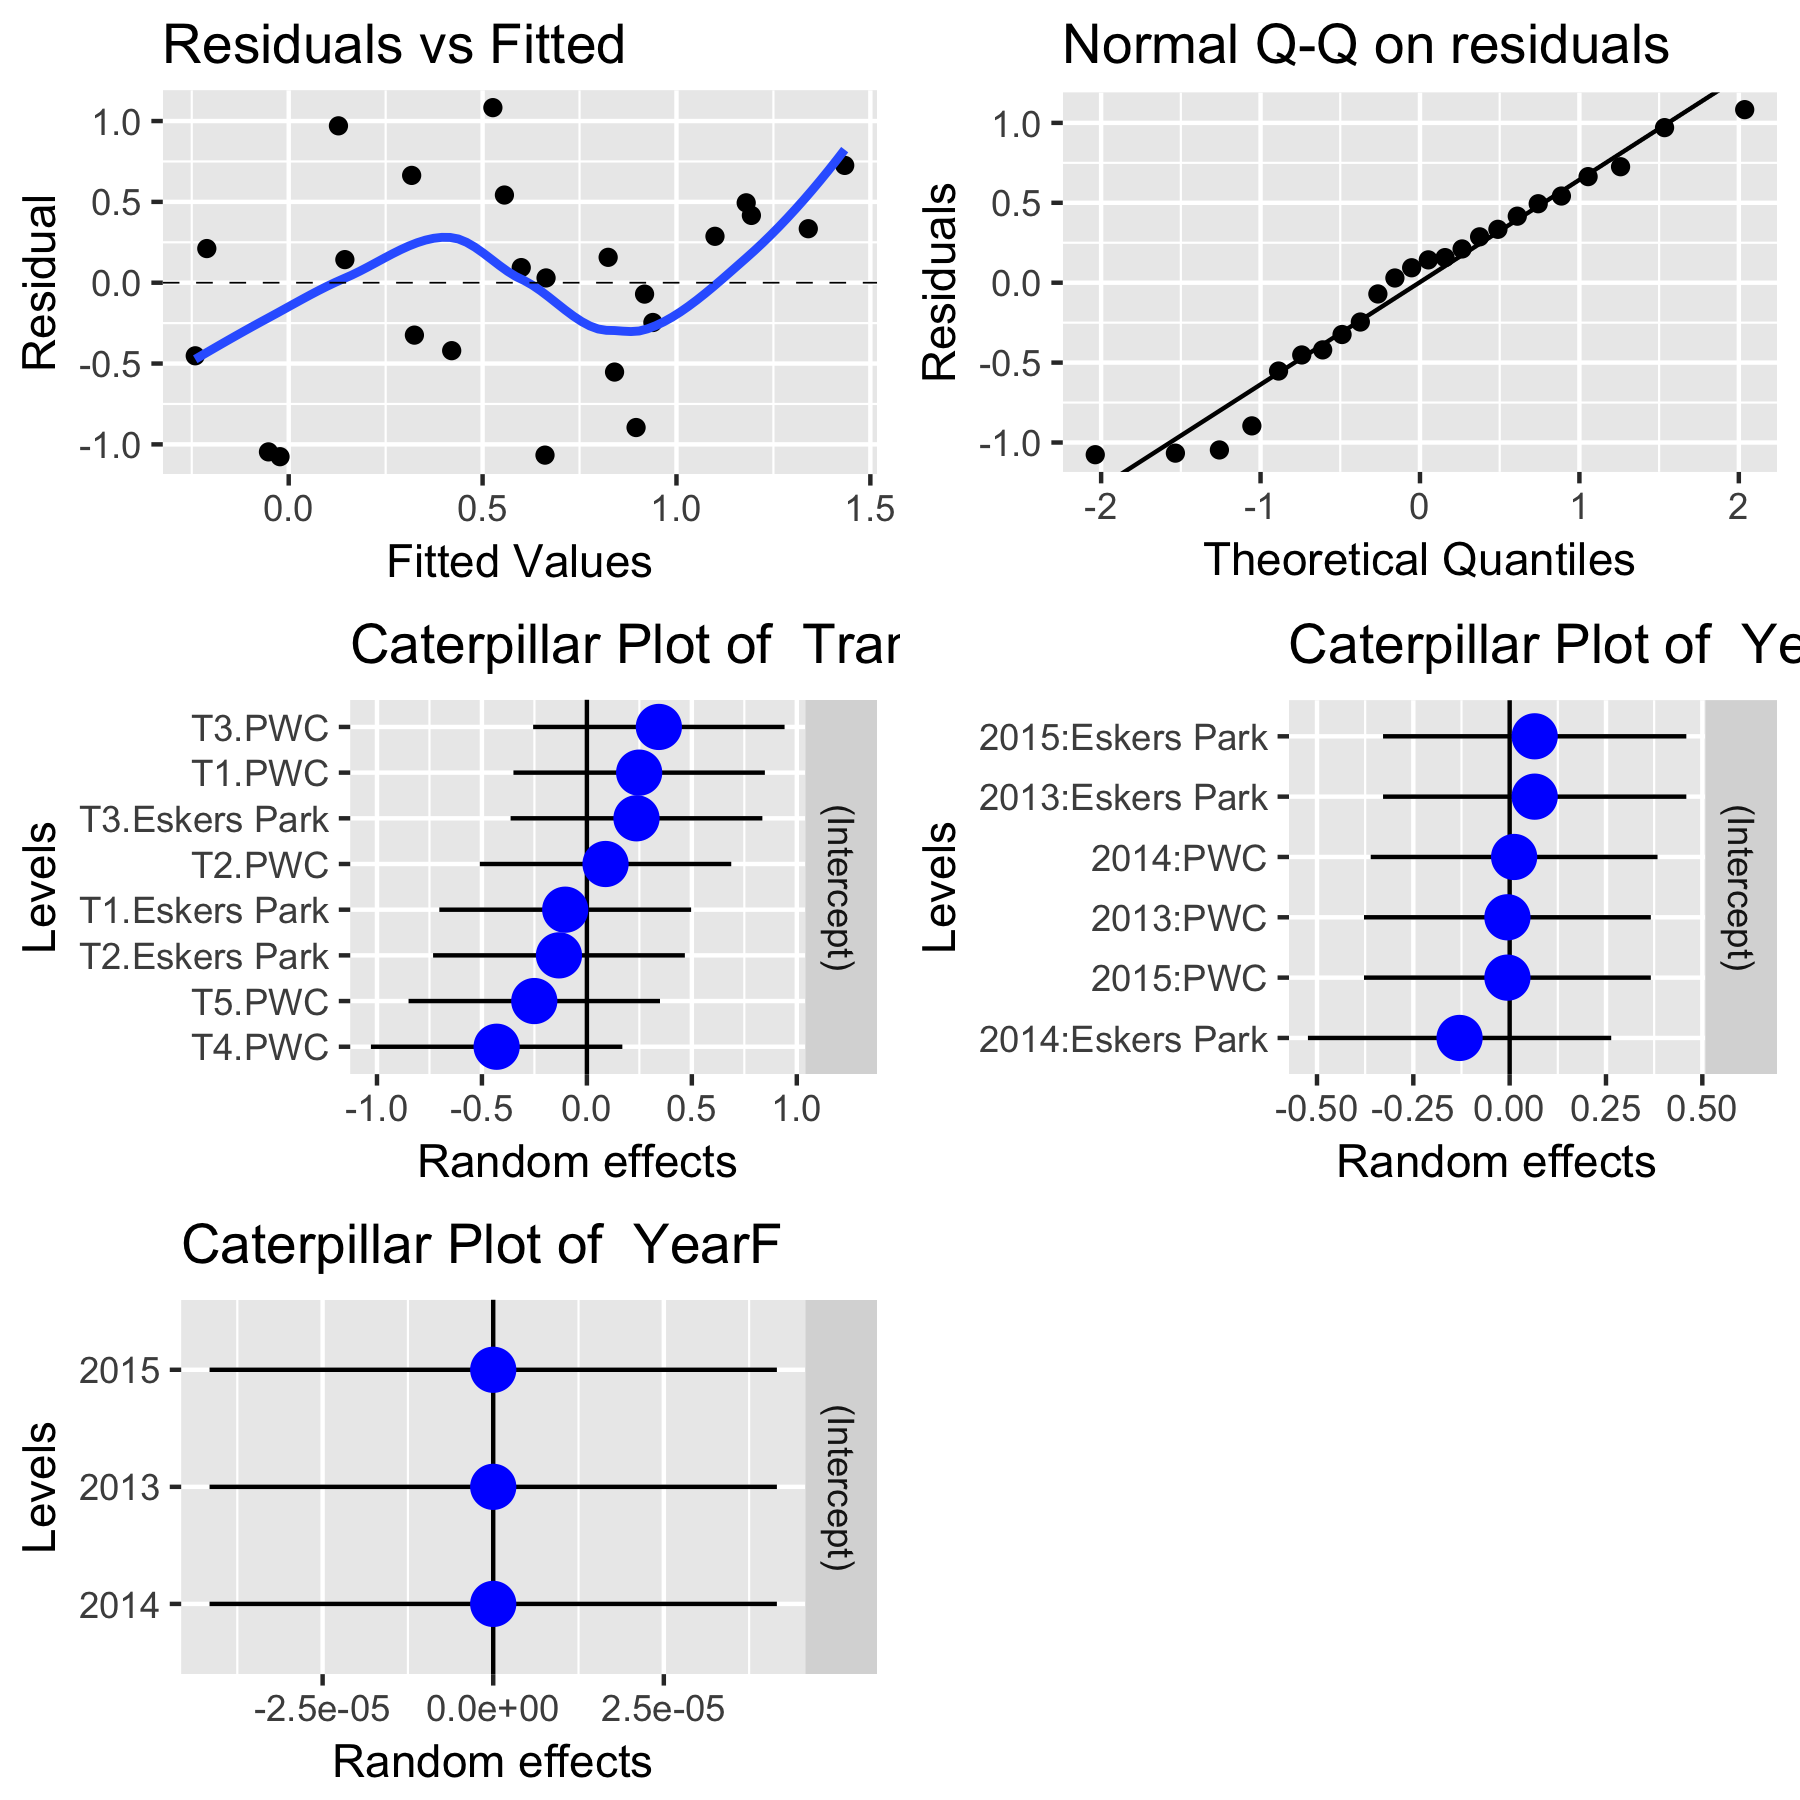 Residuals vs Fitted
Residual
1.0
0.5
0.0
-0.5
-1.0
0.0 0.5 1.0 1.5
Fitted Values
Normal Q-Q on residuals
Residuals
1.0
0.5
0.0
-0.5
-1.0
-2 -1 0 1 2
Theoretical Quantiles
Caterpillar Plot of Tran
Levels
T3.PWC
T1.PWC
T3.Eskers Park
T2.PWC
T1.Eskers Park
T2.Eskers Park
T5.PWC
T4.PWC
(Intercept)
-1.0 -0.5 0.0 0.5 1.0
Random effects
Caterpillar Plot of Ye
Levels
2015:Eskers Park
2013:Eskers Park
2014:PWC
2013:PWC
2015:PWC
2014:Eskers Park
(Intercept)
-0.50 -0.25 0.00 0.25 0.50
Random effects
Caterpillar Plot of YearF
Levels
2015
2013
2014
(Intercept)
-2.5e-05 0.0e+00 2.5e-05
Random effects